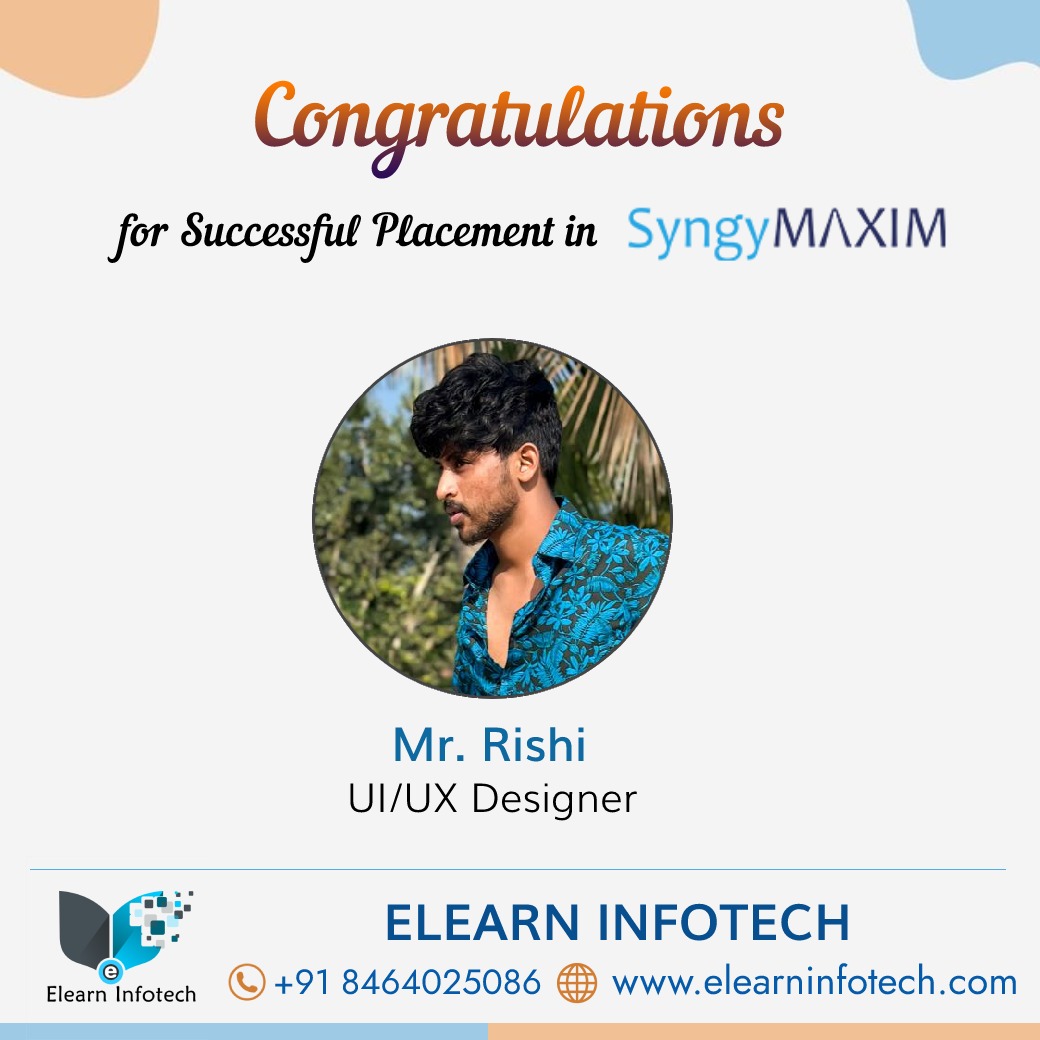 Congratulations
for Successful Placement in SyngyMAXIM
Mr. Rishi
UI/UX Designer
ELEARN INFOTECH
e
Elearn Infotech
+91 8464025086 www.elearninfotech.com